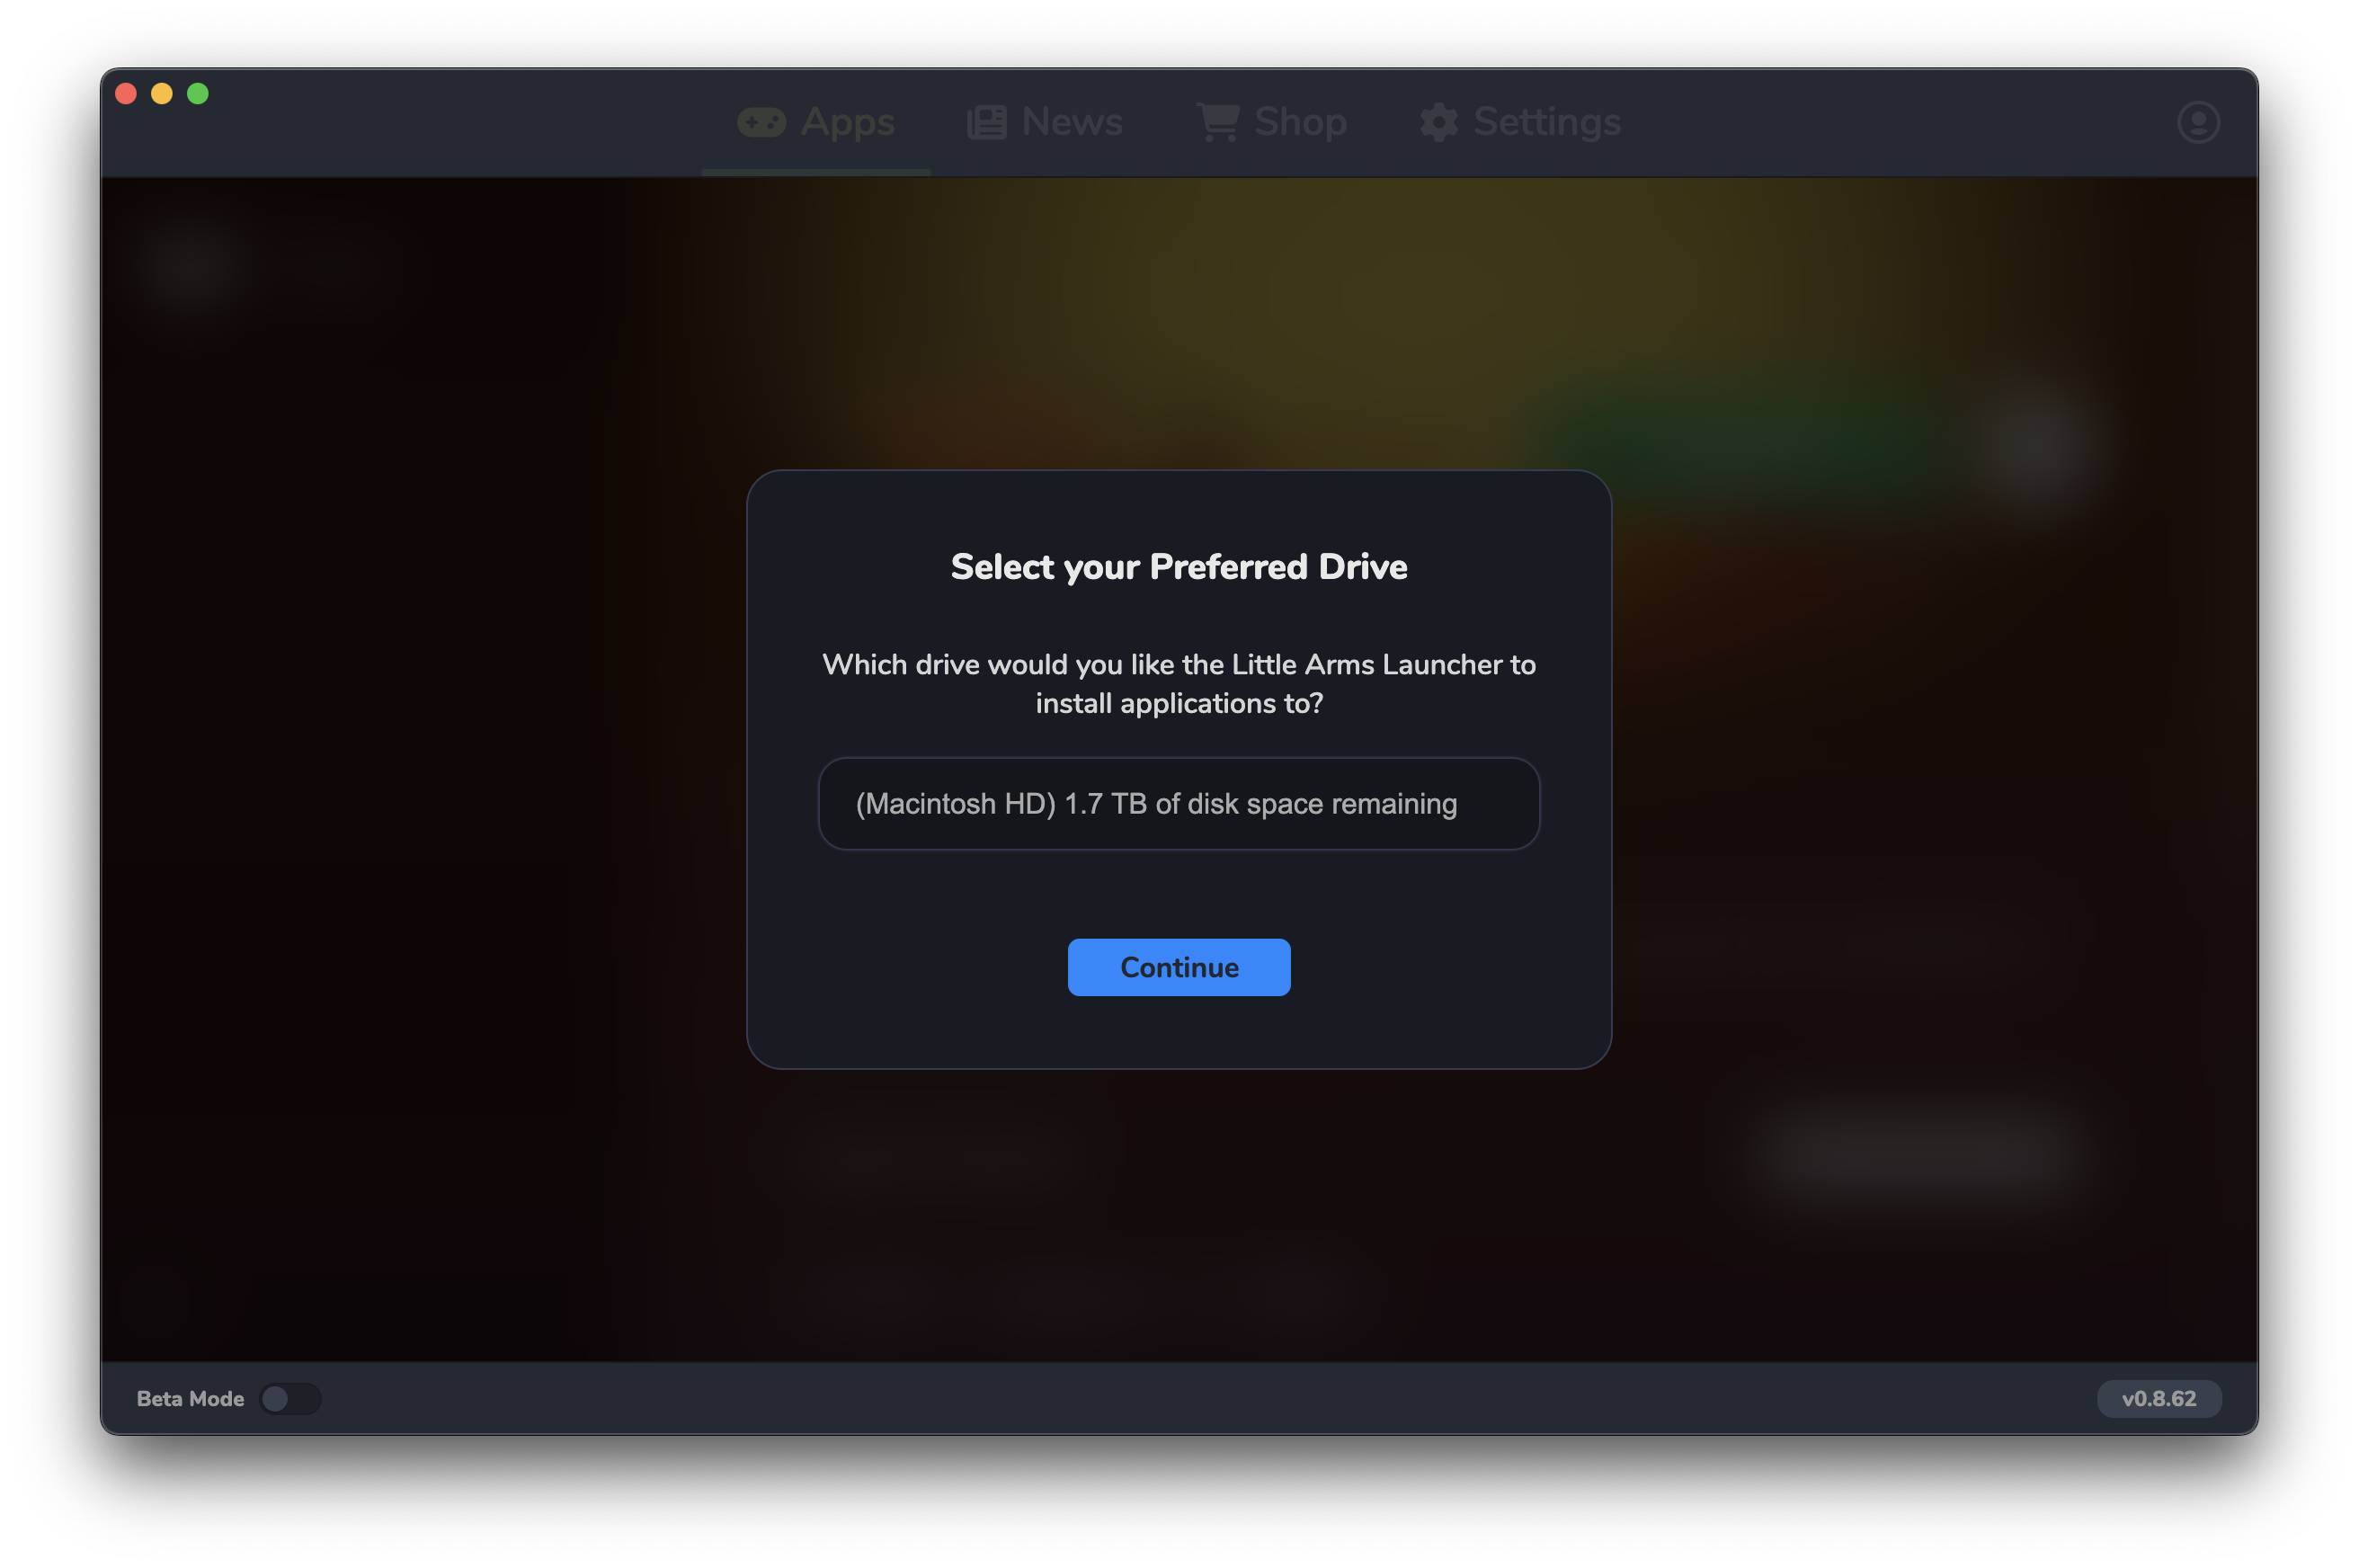 Apps News Shop Settings
Select your Preferred Drive
Which drive would you like the Little Arms Launcher to
install applications to?
(Macintosh HD) 1.7 TB of disk space remaining
Continue
Beta Mode v0.8.62